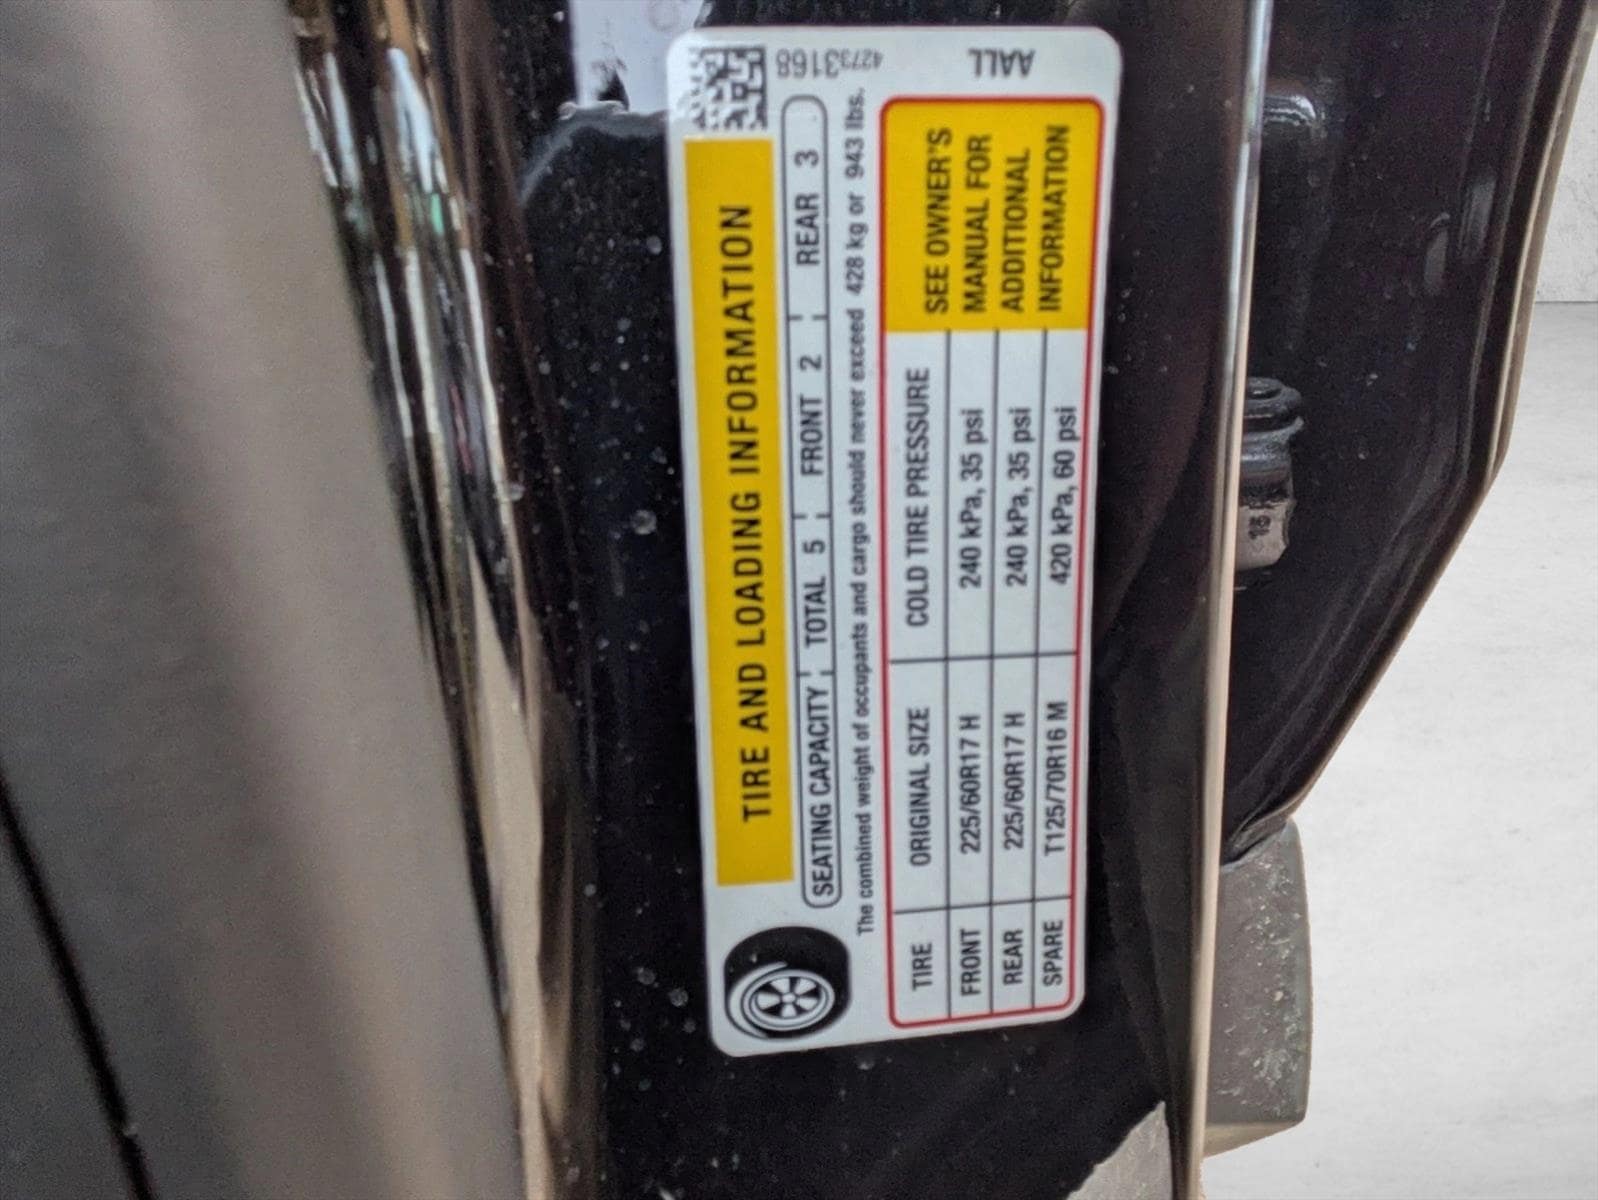 TIRE AND LOADING INFORMATION
SEATING CAPACITY TOTAL 5 FRONT 2 REAR 3
The combined weight of occupants and cargo should never exceed 428 kg or 943 lbs.
TIRE ORIGINAL SIZE COLD TIRE PRESSURE
FRONT 225/60R17 H 240 kPa, 35 psi
REAR 225/60R17 H 240 kPa, 35 psi
SPARE T125/70R16 M 420 kPa, 60 psi
SEE OWNER'S
MANUAL FOR
ADDITIONAL
INFORMATION
42733168
AALL